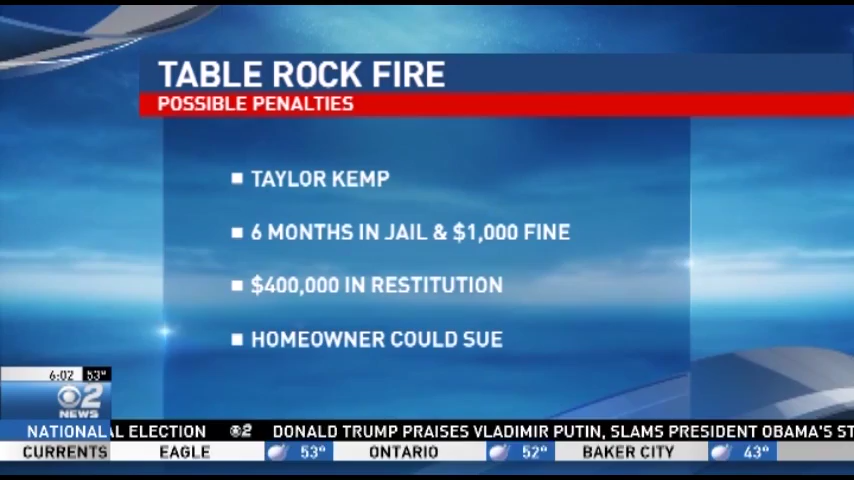 TABLE ROCK FIRE
POSSIBLE PENALTIES
TAYLOR KEMP
6 MONTHS IN JAIL & $1,000 FINE
$400,000 IN RESTITUTION
HOMEOWNER COULD SUE
6:02 53°
2
NEWS
NATIONAL L ELECTION 2 DONALD TRUMP PRAISES VLADIMIR PUTIN, SLAMS PRESIDENT OBAMA'S ST
CURRENTS EAGLE 53° ONTARIO 52° BAKER CITY 43°